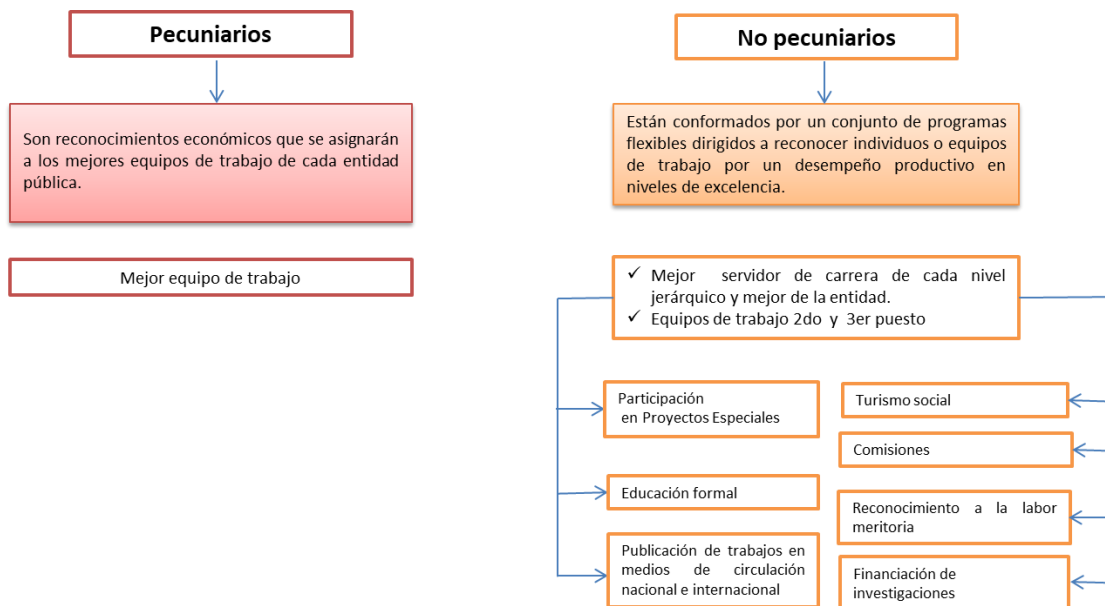 Pecuniarios
Son reconocimientos económicos que se asignarán
a los mejores equipos de trabajo de cada entidad
pública.
Mejor equipo de trabajo
No pecuniarios
Están conformados por un conjunto de programas
flexibles dirigidos a reconocer individuos o equipos
de trabajo por un desempeño productivo en
niveles de excelencia.
✓ Mejor servidor de carrera de cada nivel
jerárquico y mejor de la entidad.
✓ Equipos de trabajo 2do y 3er puesto
Participación
en Proyectos Especiales
Educación formal
Publicación de trabajos en
medios de circulación
nacional e internacional
Turismo social
Comisiones
Reconocimiento a la labor
meritoria
Financiación de
investigaciones